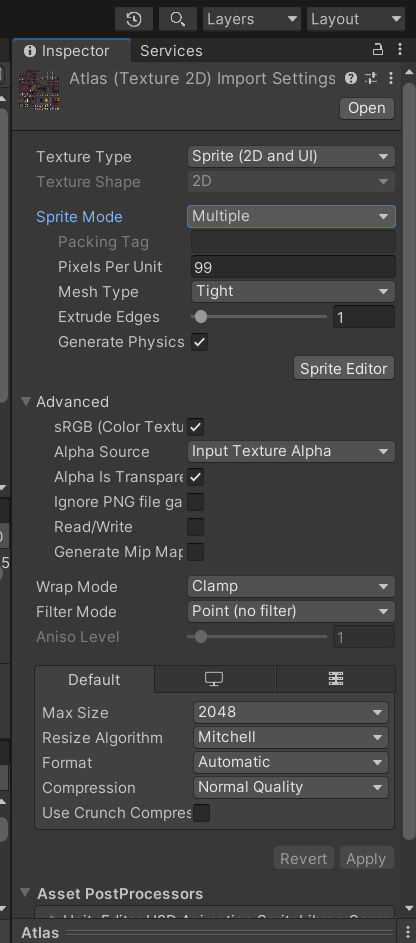 Layers
Layout
Inspector
Services
Atlas (Texture 2D) Import Settings
Open
Texture Type
Sprite (2D and UI)
Texture Shape
2D
Sprite Mode
Multiple
Packing Tag
Pixels Per Unit
99
Mesh Type
Tight
Extrude Edges
1
Generate Physics
Sprite Editor
Advanced
sRGB (Color Textu
Alpha Source
Input Texture Alpha
Alpha Is Transpare
Ignore PNG file ga
Read/Write
Generate Mip Map
Wrap Mode
Clamp
Filter Mode
Point (no filter)
Aniso Level
1
Default
Max Size
2048
Resize Algorithm
Mitchell
Format
Automatic
Compression
Normal Quality
Use Crunch Compres
Revert
Apply
Asset PostProcessors
Atlas